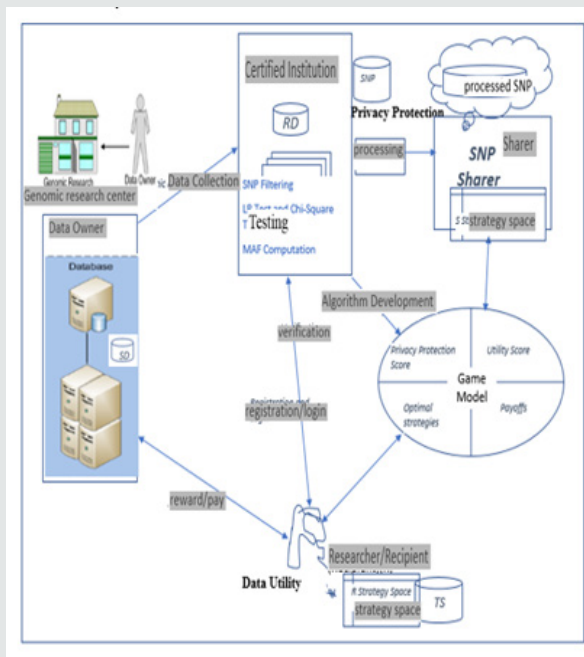 Certified Institution
SNP
processed SNP
Privacy Protection
RD
Sharer
SNP
Sharer
processing
Data Owner
Genomic research center
Data Collection
SNP Filtering
Testing
MAF Computation
strategy space
Data Owner
Database
SD
Algorithm Development
verification
registration/login
Privacy Protection
Score
Utility Score
Game
Model
Optimal
strategies
Payoffs
reward/pay
Researcher/Recipient
Data Utility
R Strategy Space
strategy space
TS